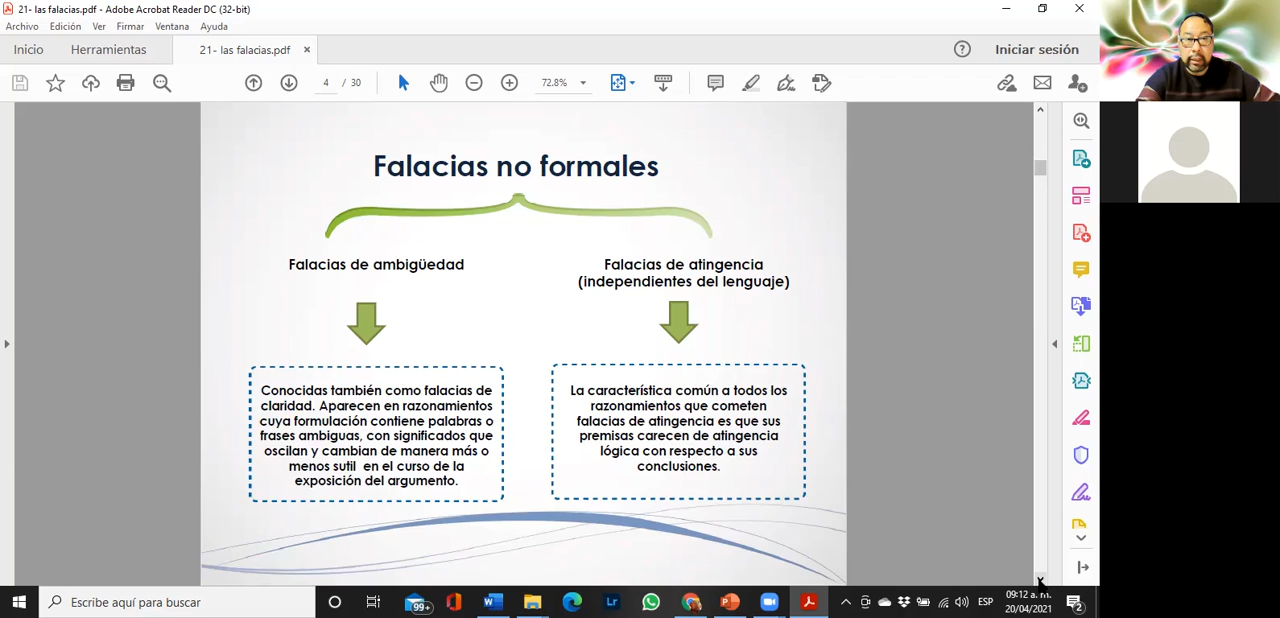 21- las falacias.pdf - Adobe Acrobat Reader DC (32-bit)
Archivo Edición Ver Firmar Ventana Ayuda
Inicio Herramientas 21- las falacias.pdf × Iniciar sesión
4 / 30 72.8%
Falacias no formales
Falacias de ambigüedad
Falacias de atingencia
(independientes del lenguaje)
Conocidas también como falacias de
claridad. Aparecen en razonamientos
cuya formulación contiene palabras o
frases ambiguas, con significados que
oscilan y cambian de manera más o
menos sutil en el curso de la
exposición del argumento.
La característica común a todos los
razonamientos que cometen
falacias de atingencia es que sus
premisas carecen de atingencia
lógica con respecto a sus
conclusiones.
Escribe aquí para buscar
99+
Lr
ESP
09:12 a. m.
20/04/2021
2